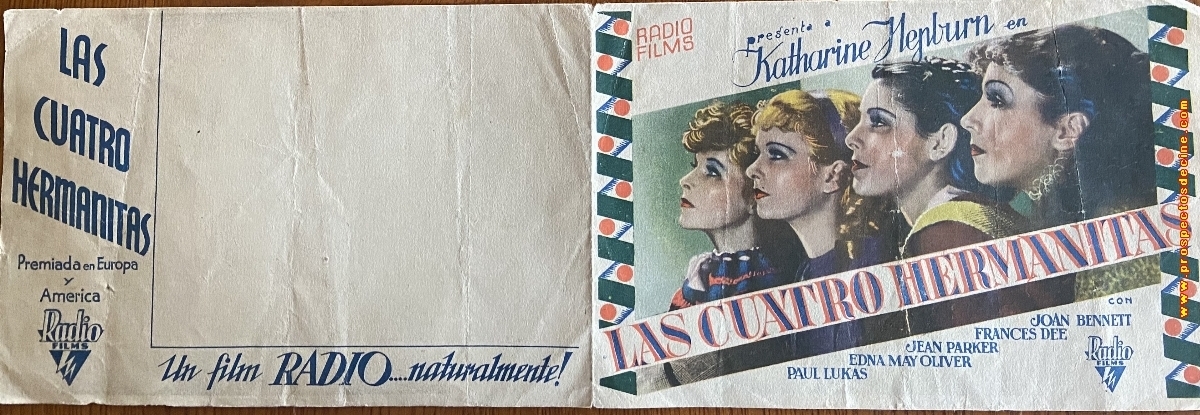 LAS
CUATRO
HERMANITAS
Premiada en Europa
y
America
Radio
FILMS
Un film RADIO....naturalmente!
RADIO
FILMS
presenta a
Katharine Hepburn en
LAS CUATRO HERMANITAS
CON
JOAN BENNETT
FRANCES DEE
JEAN PARKER
EDNA MAY OLIVER
PAUL LUKAS
Radio
FILMS
www.prospectosdecine.com